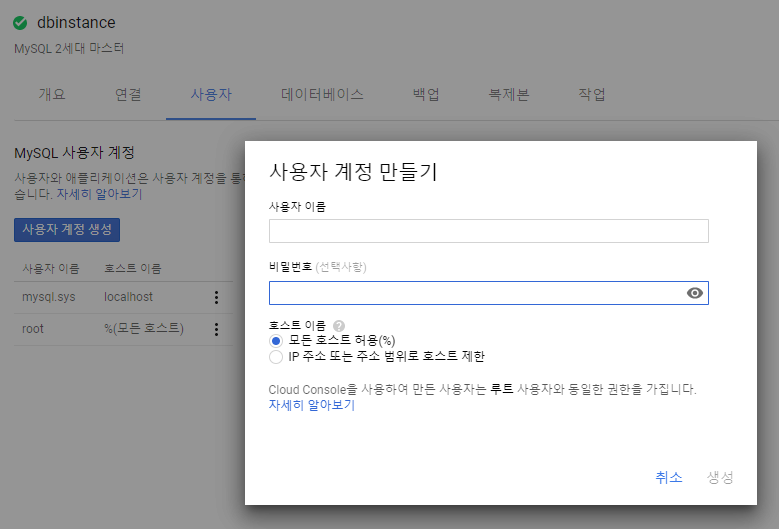 dbinstance
MySQL 2세대 마스터
개요 연결 사용자 데이터베이스 백업 복제본 작업
MySQL 사용자 계정
사용자와 애플리케이션은 사용자 계정을 통
습니다. 자세히 알아보기
사용자 계정 생성
사용자 이름 호스트 이름
mysql.sys localhost
root %(모든 호스트)
사용자 계정 만들기
사용자 이름
비밀번호 (선택사항)
호스트 이름 ?
모든 호스트 허용(%)
IP 주소 또는 주소 범위로 호스트 제한
Cloud Console을 사용하여 만든 사용자는 루트 사용자와 동일한 권한을 가집니다.
자세히 알아보기
취소 생성